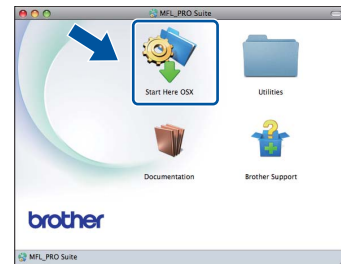 MFL_PRO Suite
Start Here OSX
Utilities
Documentation
Brother Support
brother
MFL_PRO Suite